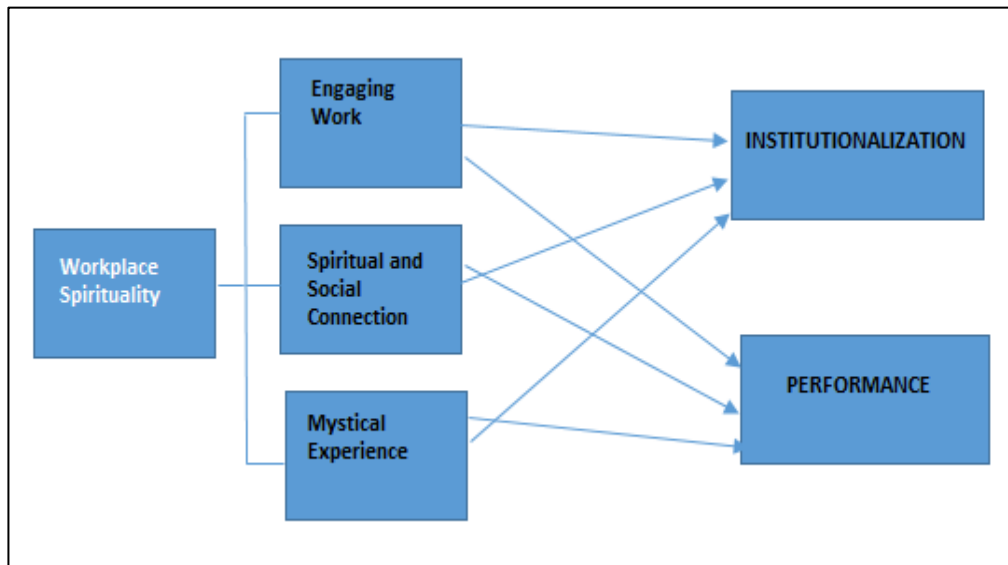 Workplace
Spirituality
Engaging
Work
Spiritual and
Social
Connection
Mystical
Experience
INSTITUTIONALIZATION
PERFORMANCE